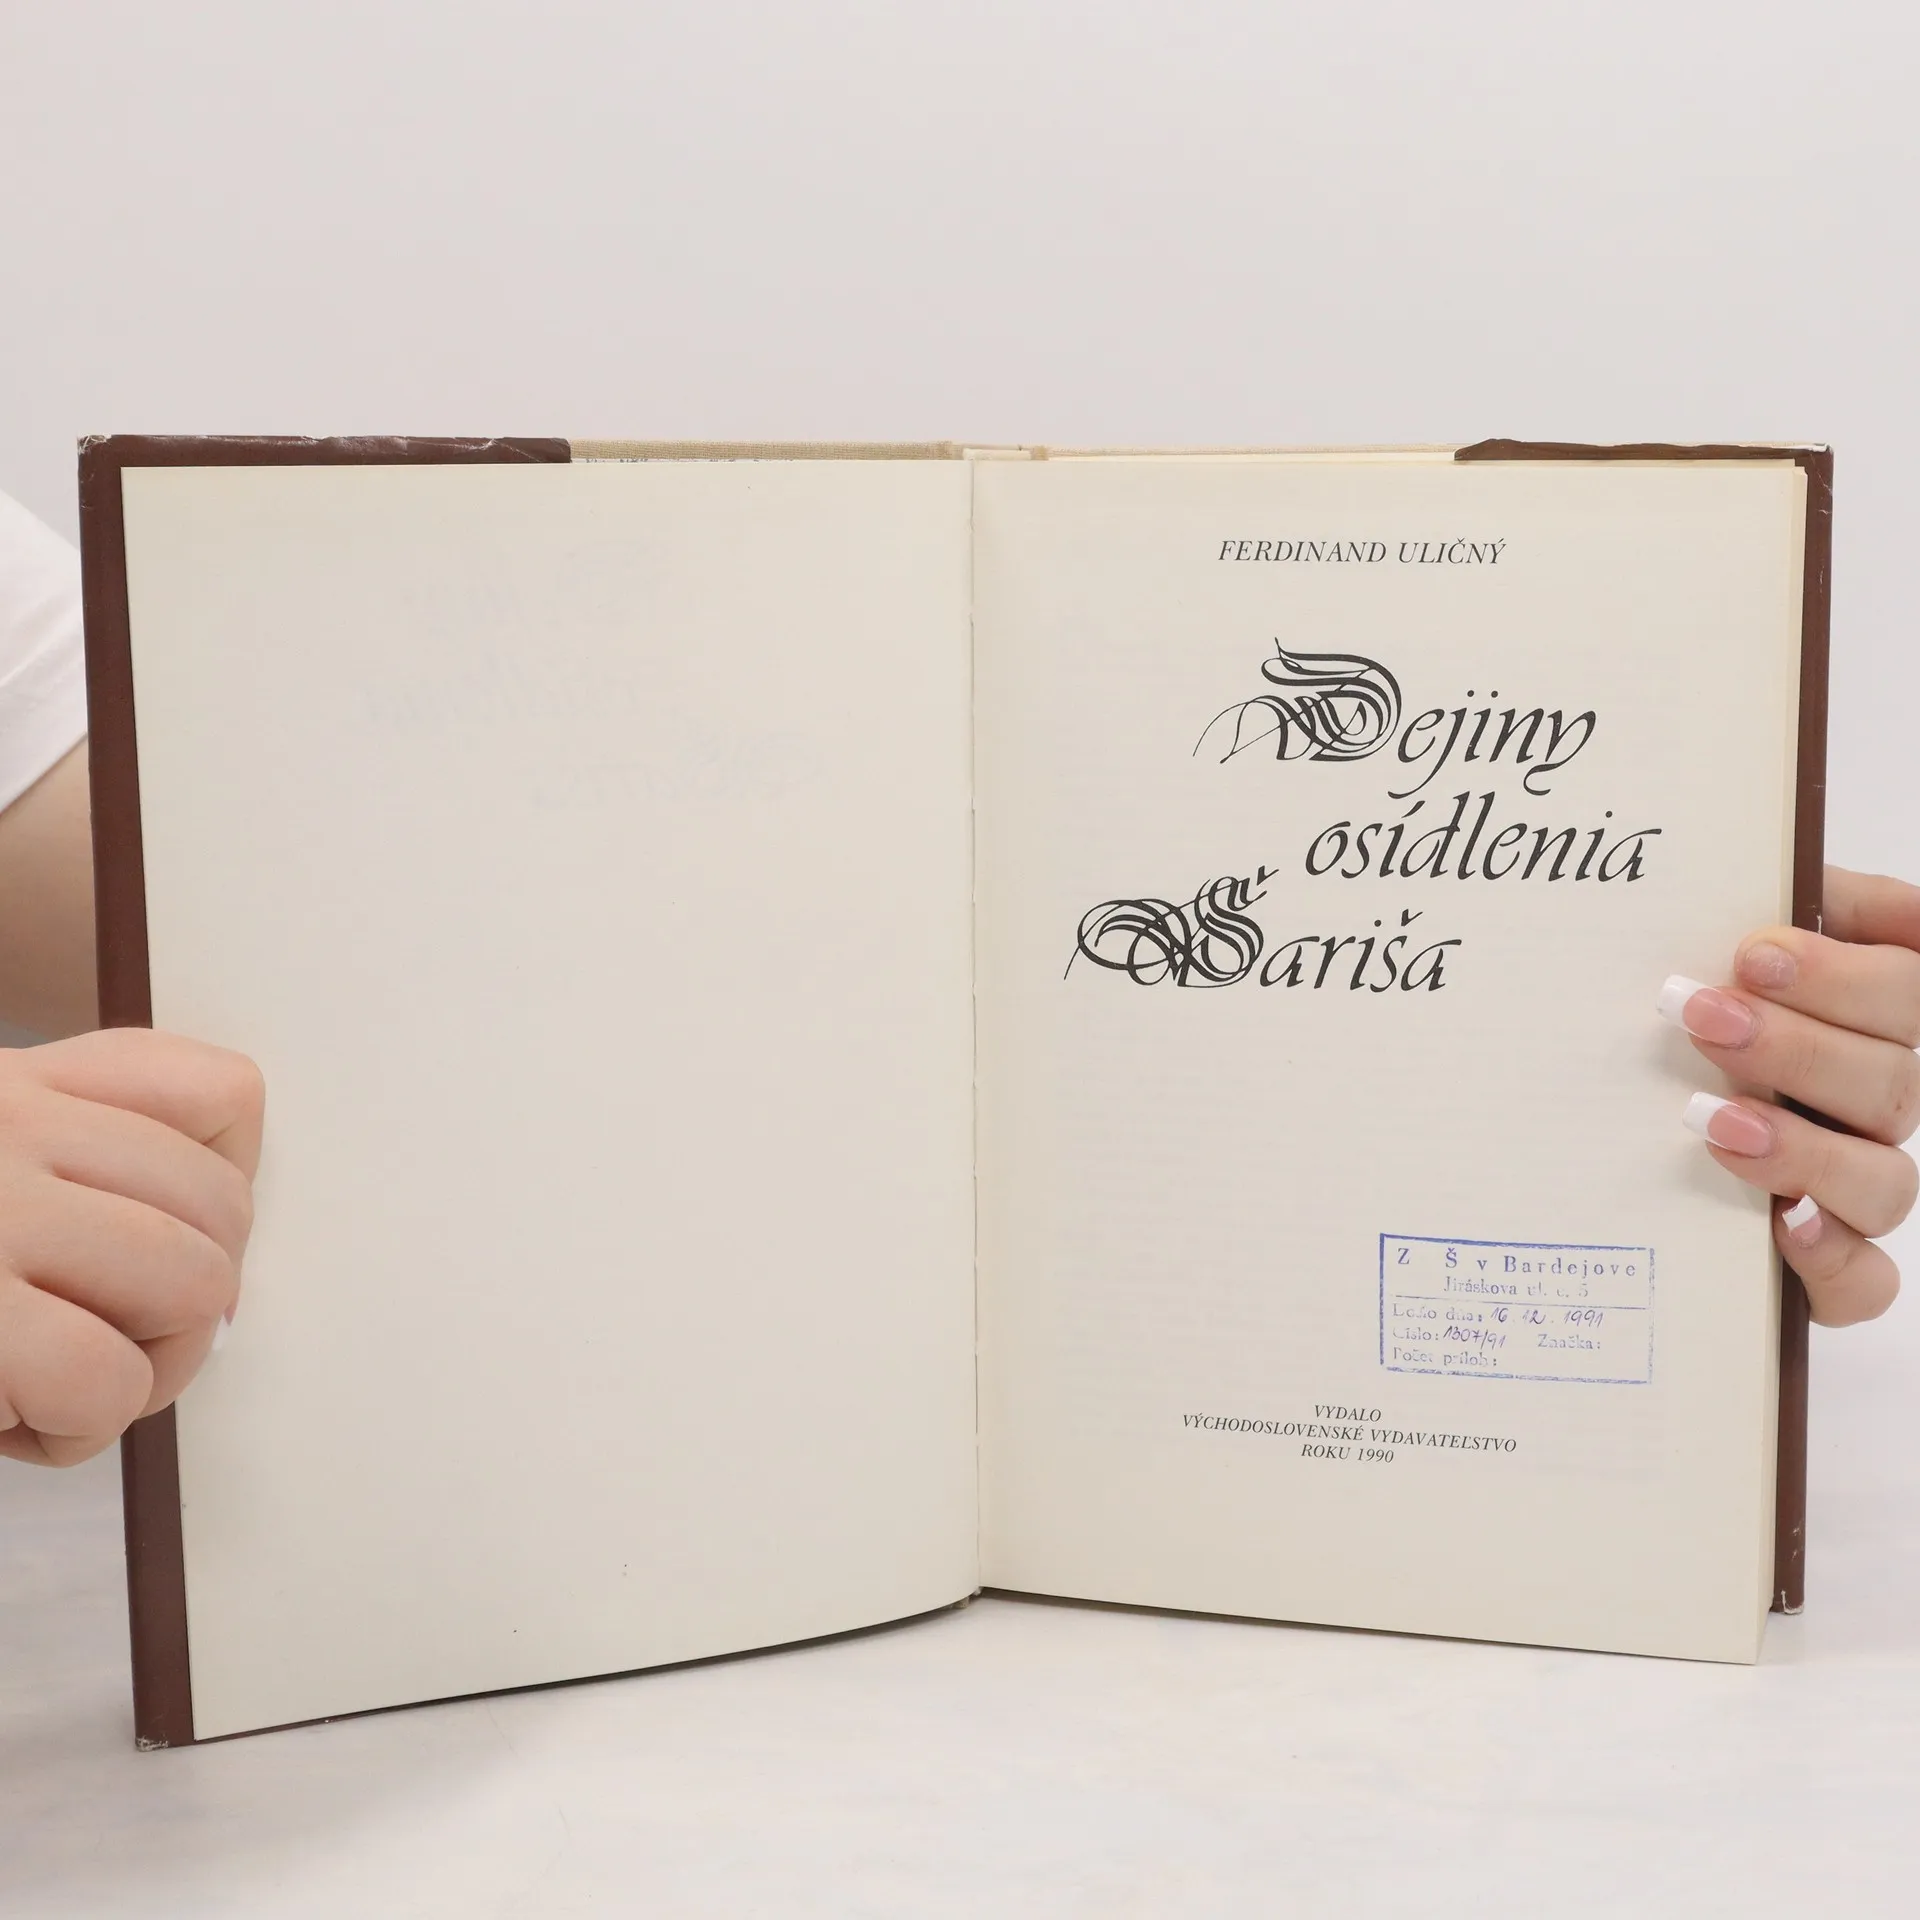 FERDINAND ULIČNÝ
Dejiny
osídlenia
Šariša
Z Š v Bardejove
Jiráskova ul. č. 5
Došlo dňa: 16. 12. 1991
Číslo: 1307/91 Značka:
Počet príloh:
VYDALO
VÝCHODOSLOVENSKÉ VYDAVATEĽSTVO
ROKU 1990